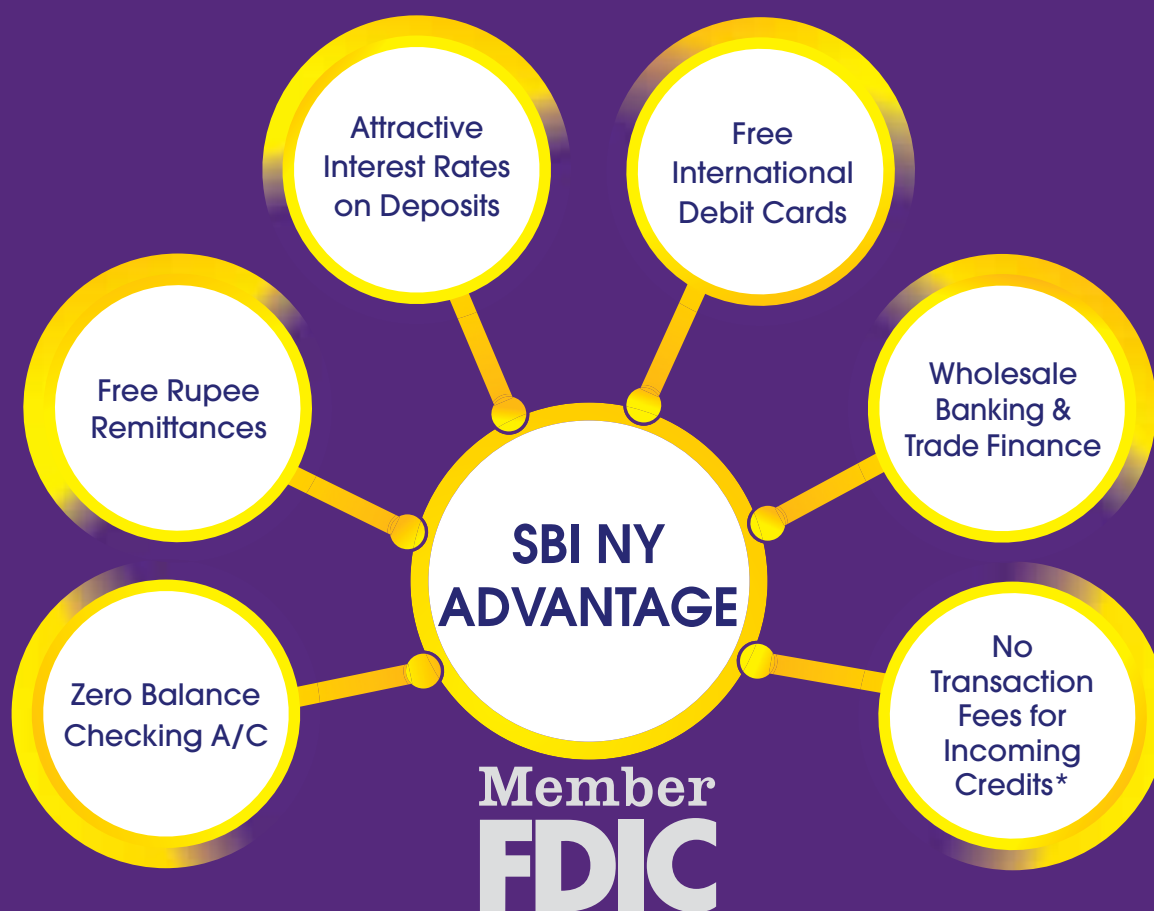 Attractive
Interest Rates
on Deposits
Free
International
Debit Cards
Free Rupee
Remittances
Wholesale
Banking &
Trade Finance
SBI NY
ADVANTAGE
Zero Balance
Checking A/C
No
Transaction
Fees for
Incoming
Credits*
Member
FDIC